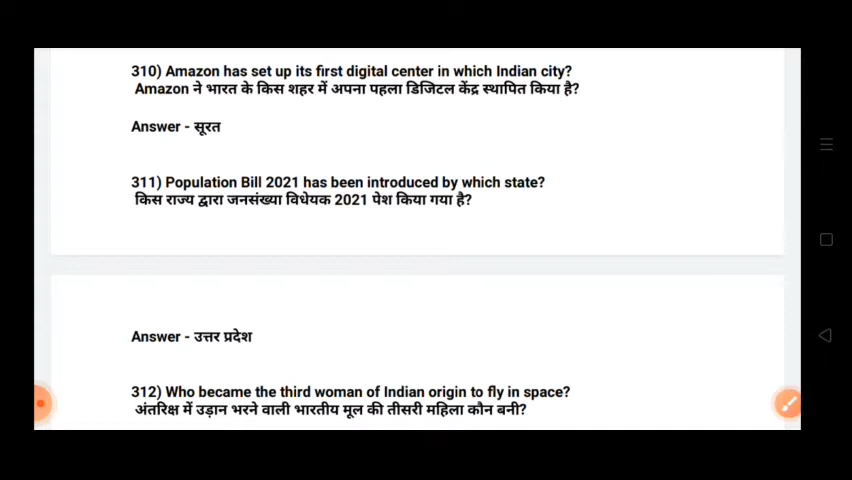 310) Amazon has set up its first digital center in which Indian city?
Amazon ने भारत के किस शहर में अपना पहला डिजिटल केंद्र स्थापित किया है?
Answer - सूरत
311) Population Bill 2021 has been introduced by which state?
किस राज्य द्वारा जनसंख्या विधेयक 2021 पेश किया गया है?
Answer - उत्तर प्रदेश
312) Who became the third woman of Indian origin to fly in space?
अंतरिक्ष में उड़ान भरने वाली भारतीय मूल की तीसरी महिला कौन बनी?